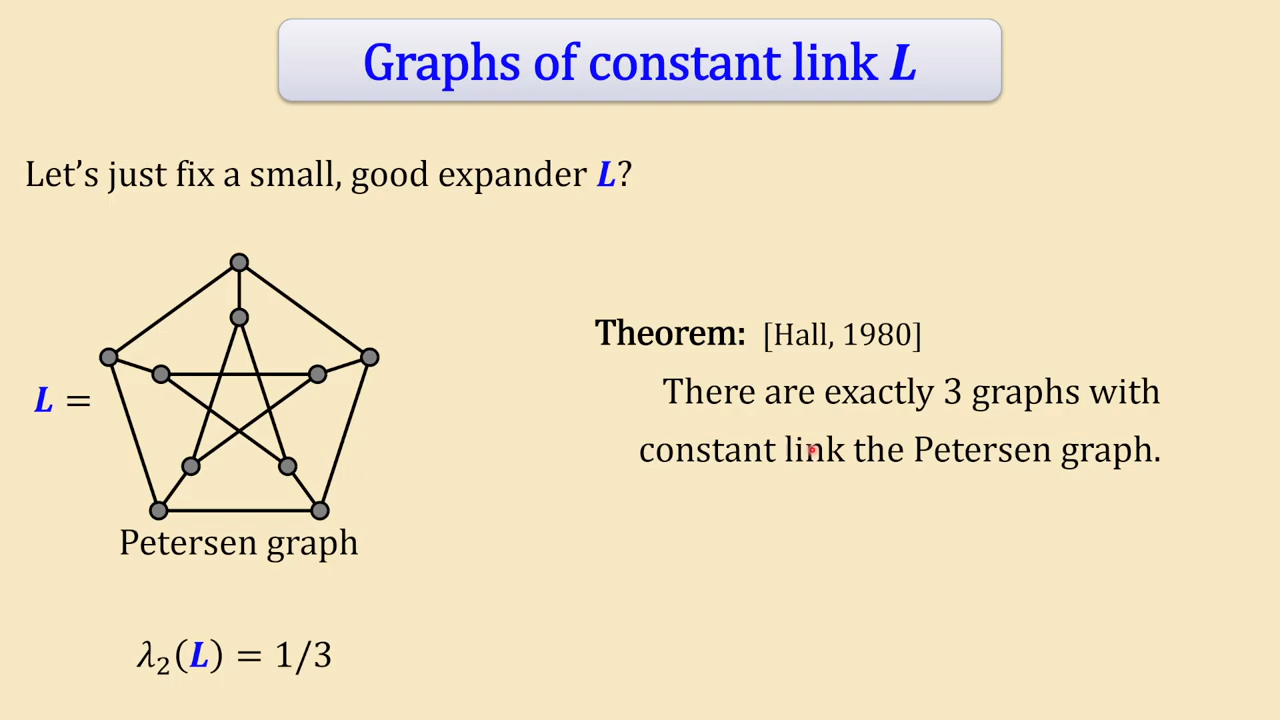 Graphs of constant link L
Let's just fix a small, good expander L?
Theorem: [Hall, 1980]
There are exactly 3 graphs with
constant link the Petersen graph.
L =
Petersen graph
λ₂(L) = 1/3